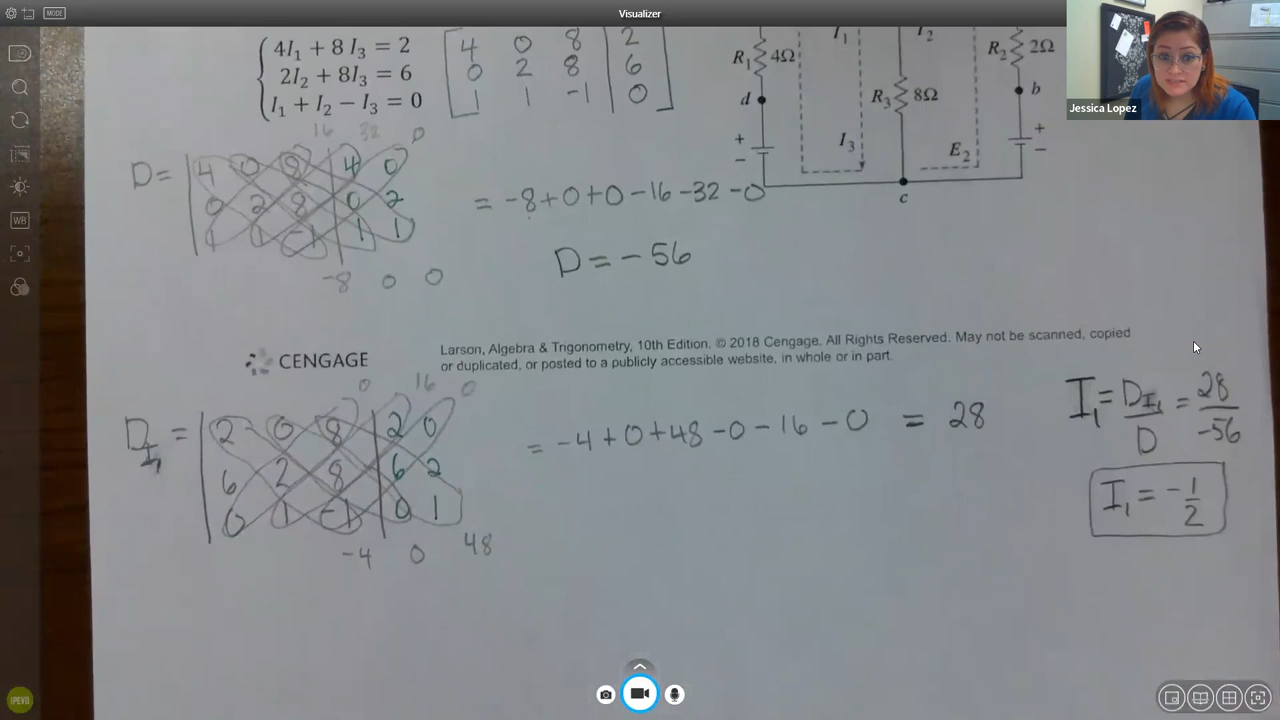 MODE
Visualizer
Jessica Lopez
WB
IPEVO
4I₁ + 8I₃ = 2
2I₂ + 8I₃ = 6
I₁ + I₂ − I₃ = 0
4 0 8 2
0 2 8 6
1 1 -1 0
I₁
I₂
R₁ 4Ω
R₂ 2Ω
d
R₃ 8Ω
b
+
−
I₃
E₂
+
−
c
16 32 0
D =
4 0 8 4 0
0 2 8 0 2
1 1 -1 1 1
-8 0 0
= -8+0+0-16-32-0
D = -56
CENGAGE
Larson, Algebra & Trigonometry, 10th Edition. © 2018 Cengage. All Rights Reserved. May not be scanned, copied
or duplicated, or posted to a publicly accessible website, in whole or in part.
0 16 0
D_I₁ =
2 0 8 2 0
6 2 8 6 2
0 1 -1 0 1
-4 0 48
= -4+0+48-0-16-0 = 28
I₁ = D_I₁/D = 28/-56
I₁ = -1/2